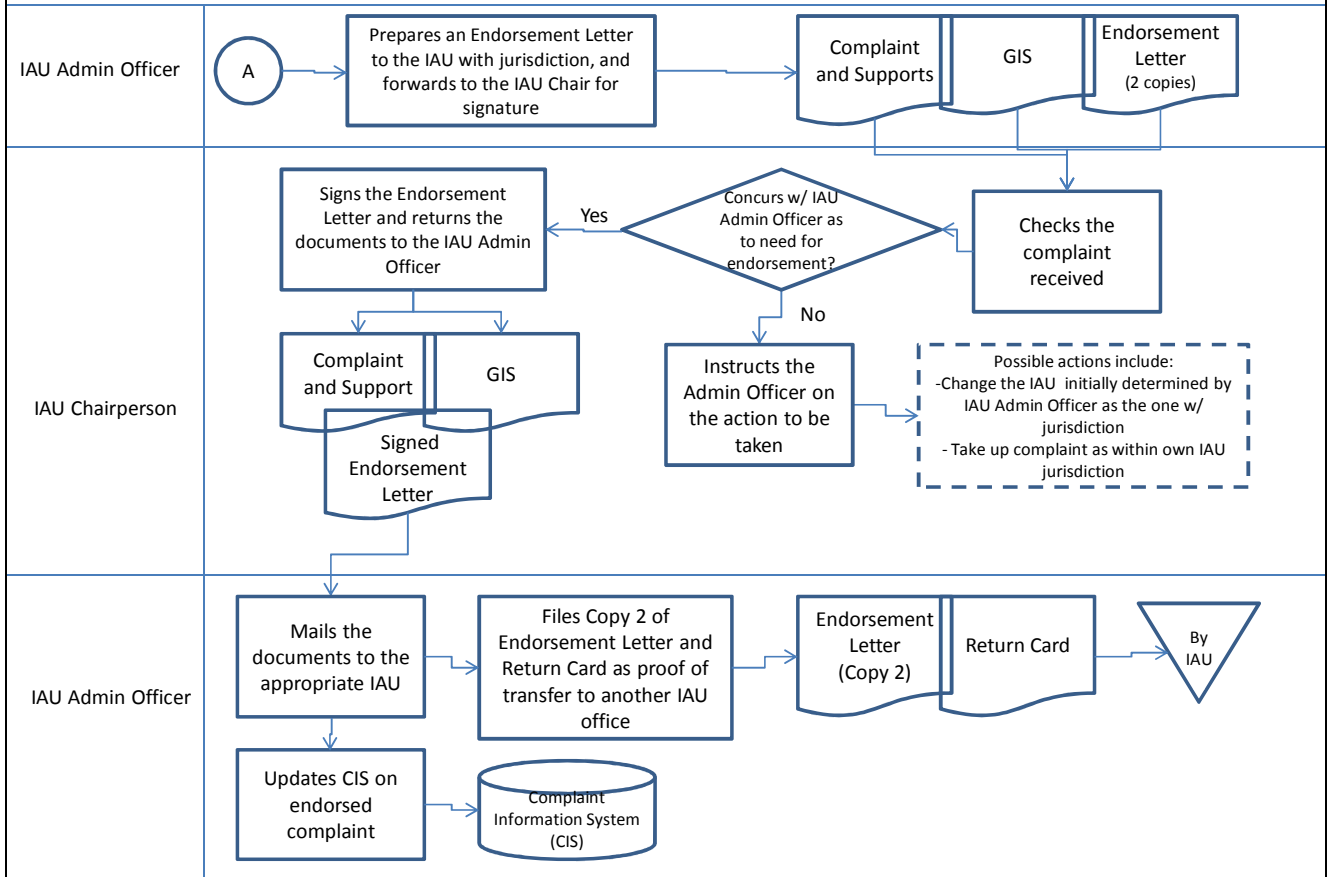 IAU Admin Officer
A
Prepares an Endorsement Letter
to the IAU with jurisdiction, and
forwards to the IAU Chair for
signature
Complaint
and Supports
GIS
Endorsement
Letter
(2 copies)
IAU Chairperson
Signs the Endorsement
Letter and returns the
documents to the IAU Admin
Officer
Yes
Concurs w/ IAU
Admin Officer as
to need for
endorsement?
Checks the
complaint
received
No
Complaint
and Support
GIS
Signed
Endorsement
Letter
Instructs the
Admin Officer on
the action to be
taken
Possible actions include:
-Change the IAU initially determined by
IAU Admin Officer as the one w/
jurisdiction
- Take up complaint as within own IAU
jurisdiction
IAU Admin Officer
Mails the
documents to the
appropriate IAU
Files Copy 2 of
Endorsement Letter and
Return Card as proof of
transfer to another IAU
office
Endorsement
Letter
(Copy 2)
Return Card
By
IAU
Updates CIS on
endorsed
complaint
Complaint
Information System
(CIS)